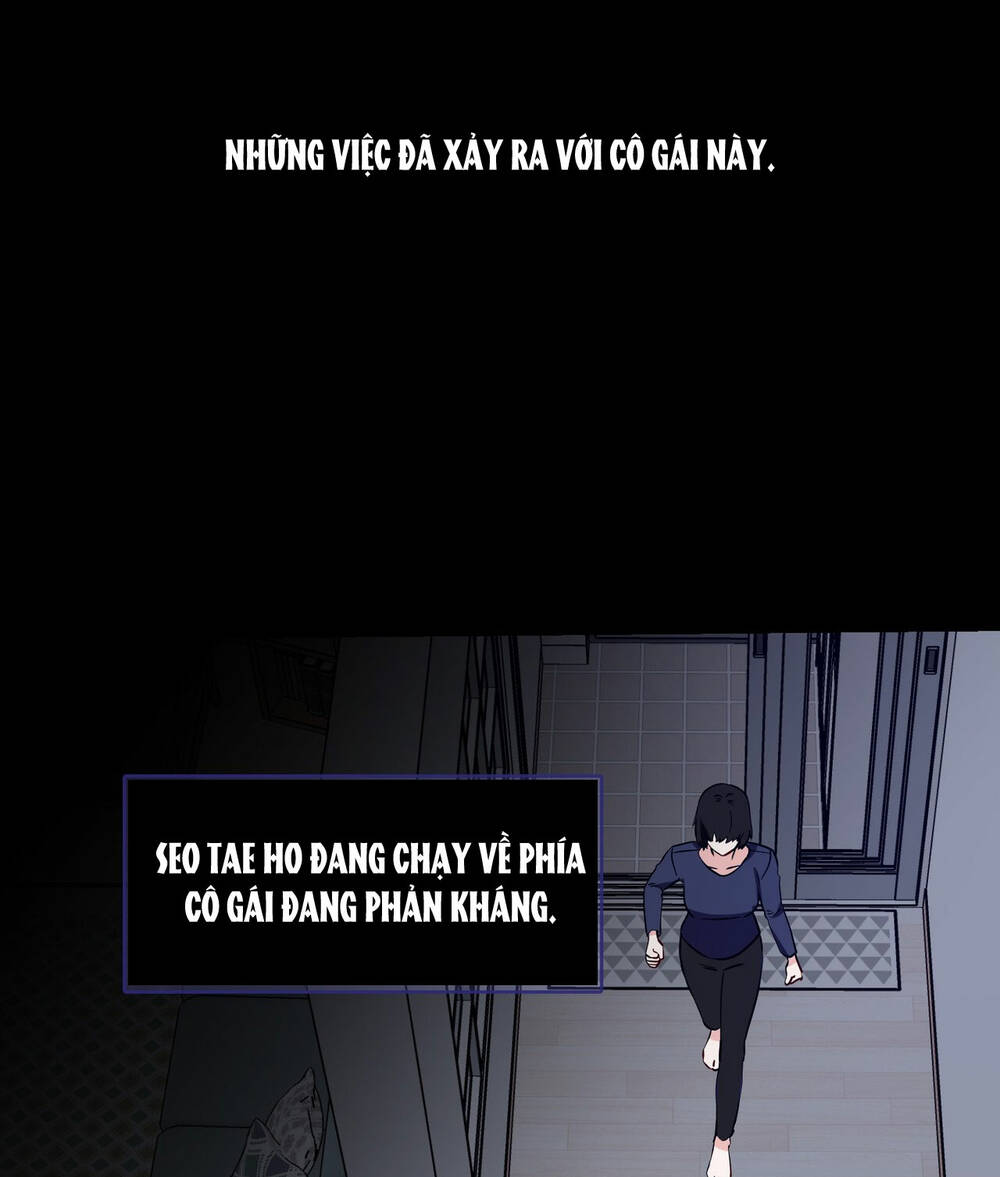 NHỮNG VIỆC ĐÃ XẢY RA VỚI CÔ GÁI NÀY.
SEO TAE HO ĐANG CHẠY VỀ PHÍA
CÔ GÁI ĐANG PHẢN KHÁNG.